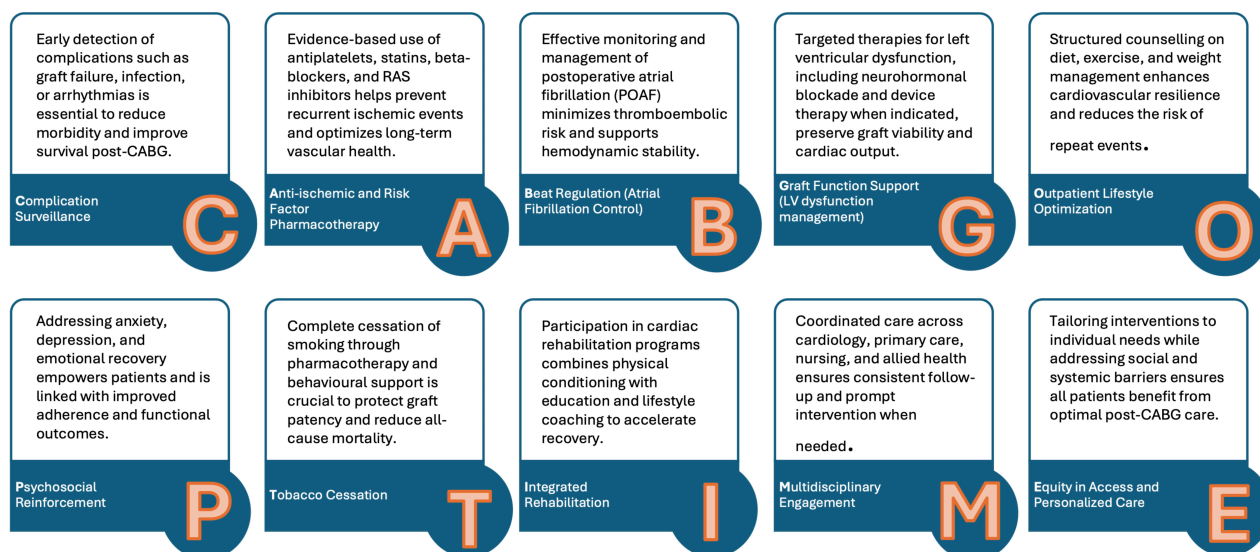 Early detection of
complications such as
graft failure, infection,
or arrhythmias is
essential to reduce
morbidity and improve
survival post-CABG.
Complication
Surveillance
C
Evidence-based use of
antiplatelets, statins, beta-
blockers, and RAS
inhibitors helps prevent
recurrent ischemic events
and optimizes long-term
vascular health.
Anti-ischemic and Risk
Factor
Pharmacotherapy
A
Effective monitoring and
management of
postoperative atrial
fibrillation (POAF)
minimizes thromboembolic
risk and supports
hemodynamic stability.
Beat Regulation (Atrial
Fibrillation Control)
B
Targeted therapies for left
ventricular dysfunction,
including neurohormonal
blockade and device
therapy when indicated,
preserve graft viability and
cardiac output.
Graft Function Support
(LV dysfunction
management)
G
Structured counselling on
diet, exercise, and weight
management enhances
cardiovascular resilience
and reduces the risk of
repeat events.
Outpatient Lifestyle
Optimization
O
Addressing anxiety,
depression, and
emotional recovery
empowers patients and is
linked with improved
adherence and functional
outcomes.
Psychosocial
Reinforcement
P
Complete cessation of
smoking through
pharmacotherapy and
behavioural support is
crucial to protect graft
patency and reduce all-
cause mortality.
Tobacco Cessation
T
Participation in cardiac
rehabilitation programs
combines physical
conditioning with
education and lifestyle
coaching to accelerate
recovery.
Integrated
Rehabilitation
I
Coordinated care across
cardiology, primary care,
nursing, and allied health
ensures consistent follow-
up and prompt
intervention when
needed.
Multidisciplinary
Engagement
M
Tailoring interventions to
individual needs while
addressing social and
systemic barriers ensures
all patients benefit from
optimal post-CABG care.
Equity in Access and
Personalized Care
E